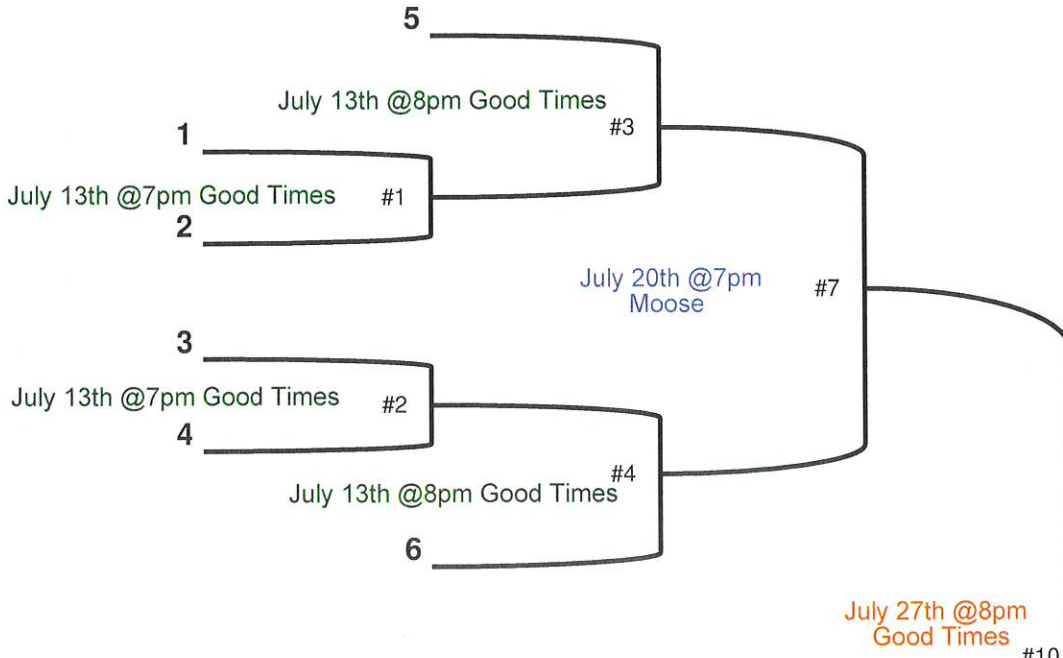 5
July 13th @8pm Good Times
#3
1
July 13th @7pm Good Times #1
2
July 20th @7pm
Moose
#7
3
July 13th @7pm Good Times #2
4
#4
July 13th @8pm Good Times
6
July 27th @8pm
Good Times
#10